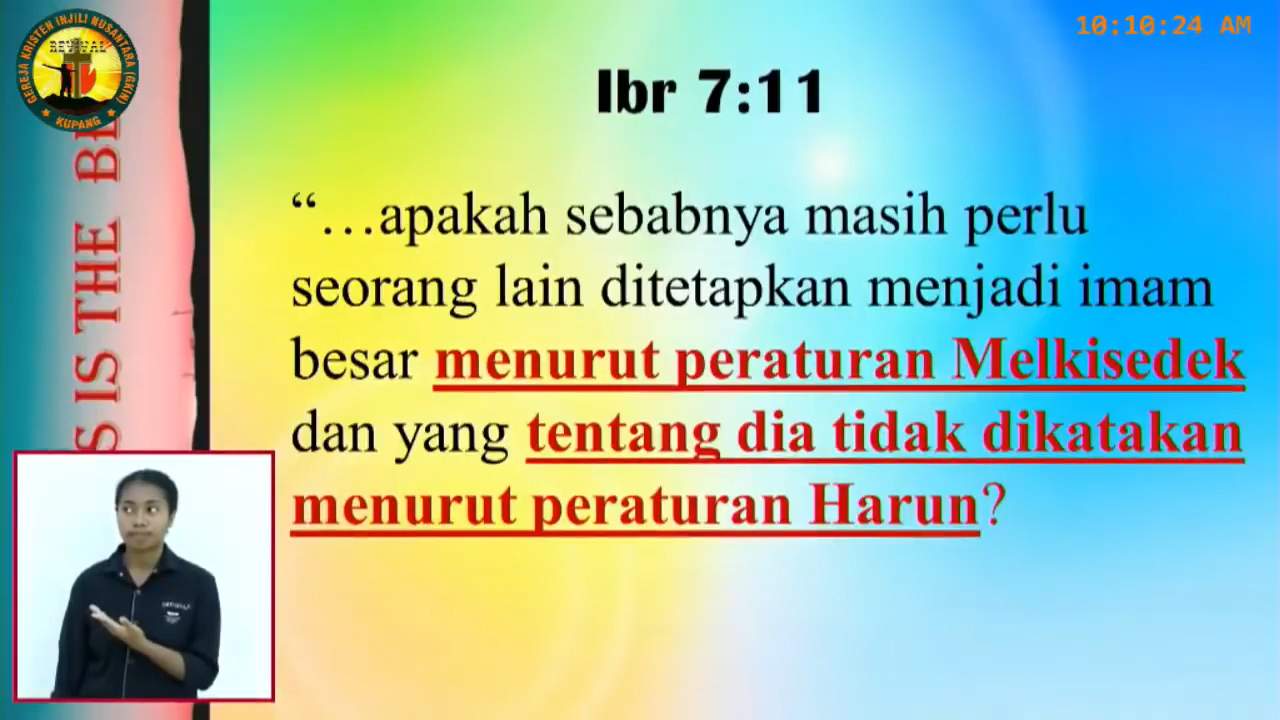 GEREJA KRISTEN INJILI NUSANTARA (GKIN)
REVIVAL
KUPANG
10:10:24 AM
IS THE
Ibr 7:11
“…apakah sebabnya masih perlu
seorang lain ditetapkan menjadi imam
besar menurut peraturan Melkisedek
dan yang tentang dia tidak dikatakan
menurut peraturan Harun?